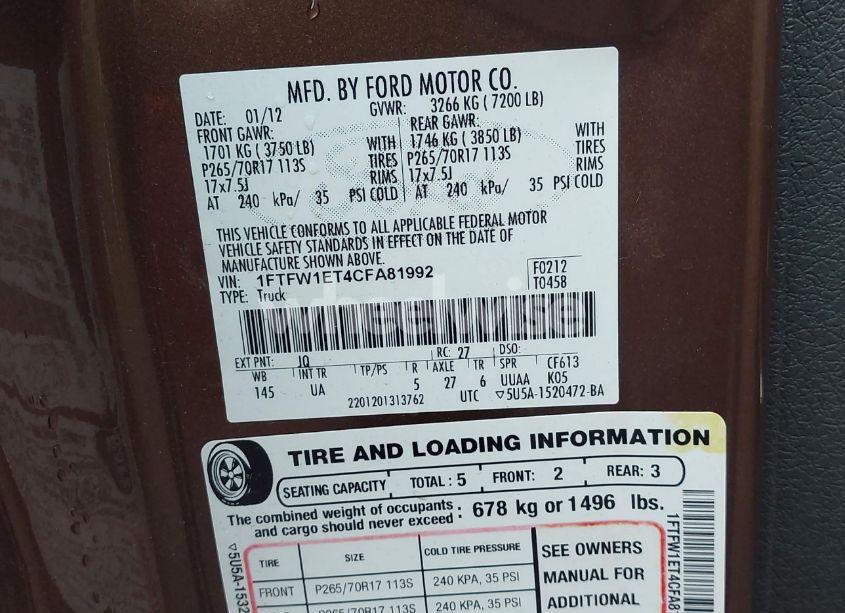 MFD. BY FORD MOTOR CO.
DATE: 01/12 GVWR: 3266 KG ( 7200 LB)
FRONT GAWR: REAR GAWR:
1701 KG ( 3750 LB) WITH 1746 KG ( 3850 LB) WITH
P265/70R17 113S TIRES P265/70R17 113S TIRES
17x7.5J RIMS 17x7.5J RIMS
AT 240 kPa/ 35 PSI COLD AT 240 kPa/ 35 PSI COLD
THIS VEHICLE CONFORMS TO ALL APPLICABLE FEDERAL MOTOR
VEHICLE SAFETY STANDARDS IN EFFECT ON THE DATE OF
MANUFACTURE SHOWN ABOVE.
VIN: 1FTFW1ET4CFA81992 F0212
TYPE: Truck T0458
wheelwise
EXT PNT: JQ RC: 27 DSO:
WB INT TR TP/PS R AXLE TR SPR CF613
145 UA 5 27 6 UUAA K05
2201201313762 UTC ▽5U5A-1520472-BA
TIRE AND LOADING INFORMATION
SEATING CAPACITY TOTAL : 5 FRONT: 2 REAR: 3
The combined weight of occupants
and cargo should never exceed : 678 kg or 1496 lbs.
TIRE SIZE COLD TIRE PRESSURE SEE OWNERS
FRONT P265/70R17 113S 240 KPA, 35 PSI MANUAL FOR
P265/70R17 113S 240 KPA, 35 PSI ADDITIONAL
▽5U5A-1532
1FTFW1ET4CFA8